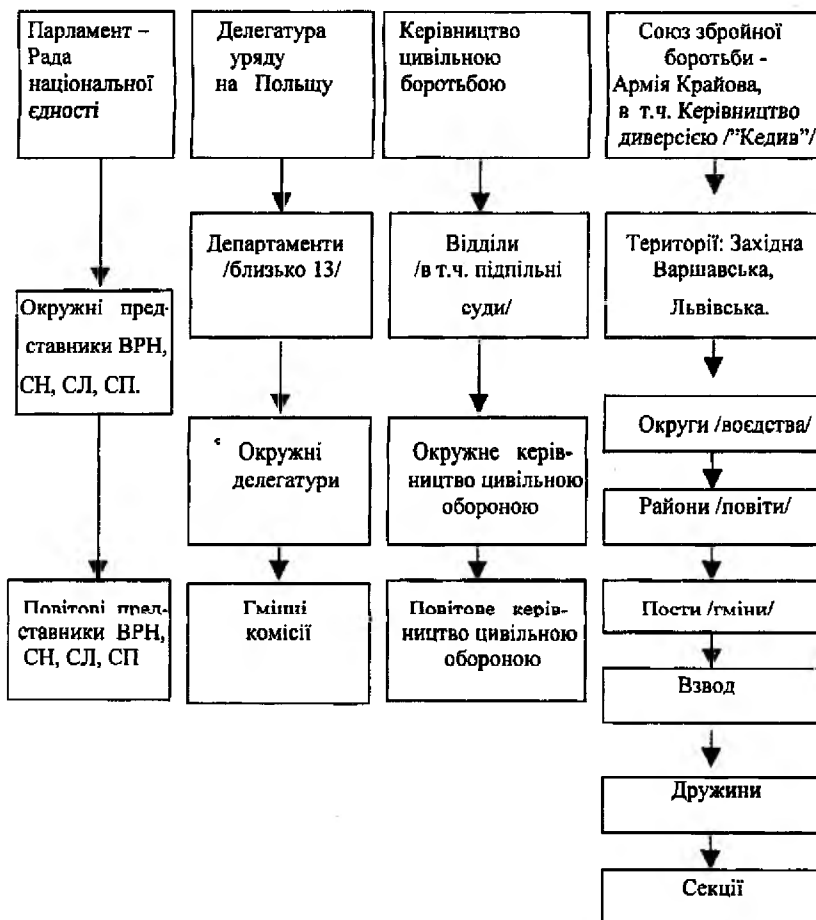 Парламент –
Рада
національної
єдності
Окружні пред-
ставники ВРН,
СН, СЛ, СП.
Повітові пред-
ставники ВРН,
СН, СЛ, СП
Делегатура
уряду
на Польщу
Департаменти
/близько 13/
Окружні
делегатури
Гмінні
комісії
Керівництво
цивільною
боротьбою
Відділи
/в т.ч. підпільні
суди/
Окружне керів-
ництво цивільною
обороною
Повітове керів-
ництво цивільною
обороною
Союз збройної
боротьби -
Армія Крайова,
в т.ч. Керівництво
диверсією /"Кедив"/
Території: Західна
Варшавська,
Львівська.
Округи /воєдства/
Райони /повіти/
Пости /гміни/
Взвод
Дружини
Секції